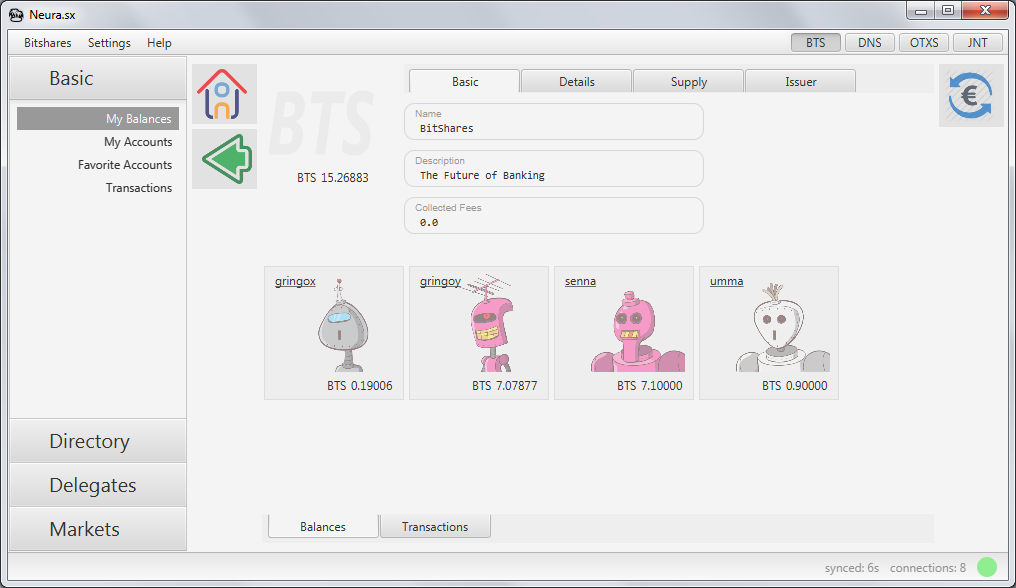 Neura.sx
Bitshares Settings Help
BTS DNS OTXS JNT
Basic
My Balances
My Accounts
Favorite Accounts
Transactions
Directory
Delegates
Markets
BTS
BTS 15.26883
Basic Details Supply Issuer
Name
BitShares
Description
The Future of Banking
Collected Fees
0.0
gringox
BTS 0.19006
gringoy
BTS 7.07877
senna
BTS 7.10000
umma
BTS 0.90000
Balances Transactions
synced: 6s connections: 8